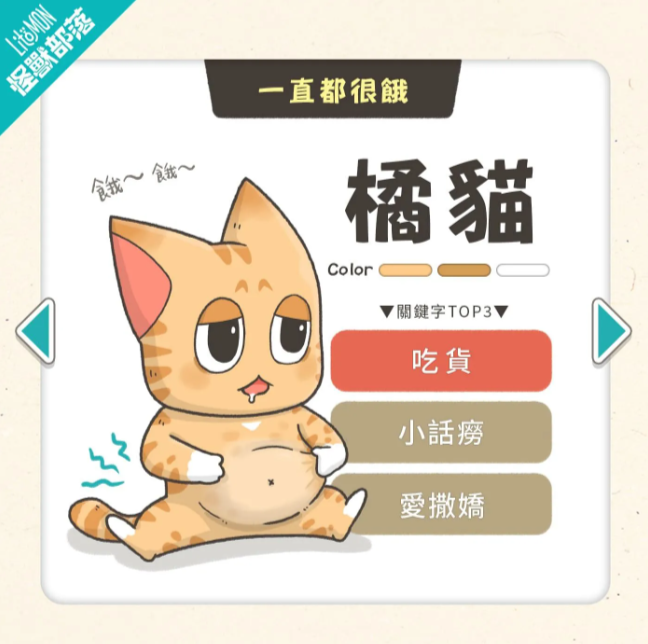 LitoMON
怪獸部落
一直都很餓
餓～餓～
橘貓
Color
▼關鍵字TOP3▼
吃貨
小話癆
愛撒嬌